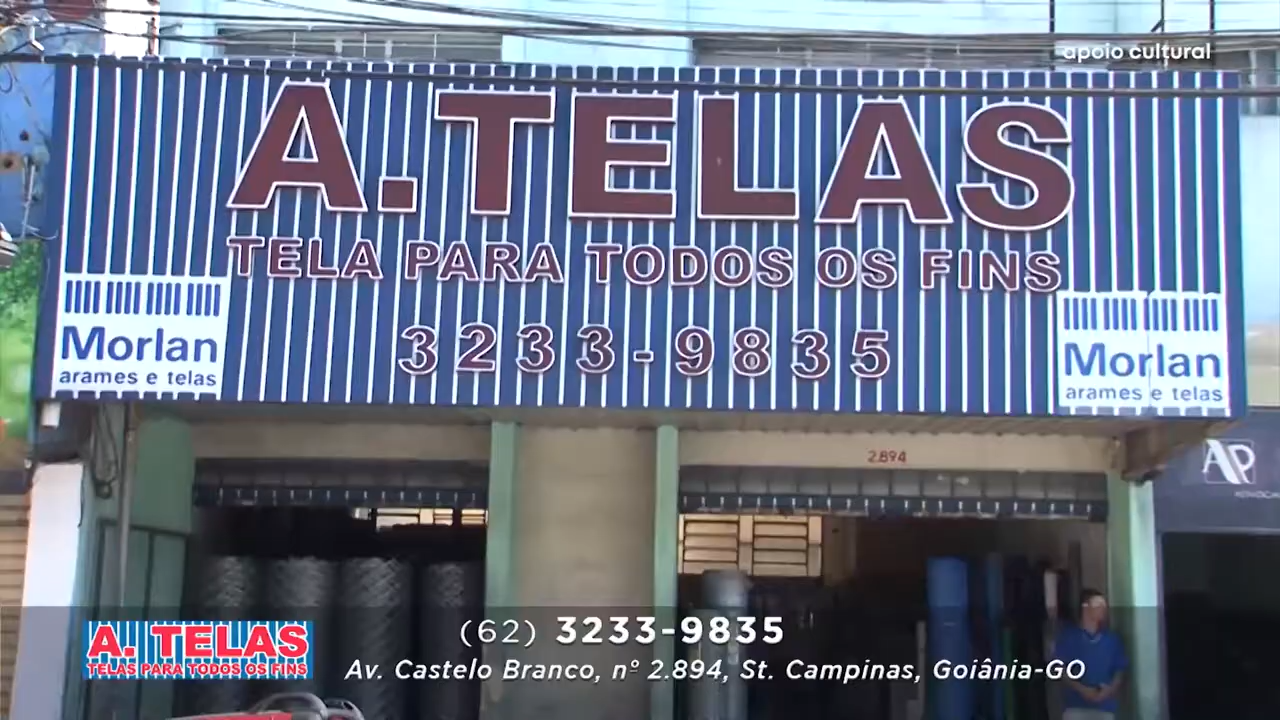 apoio cultural
A.TELAS
TELA PARA TODOS OS FINS
3233-9835
Morlan
arames e telas
Morlan
arames e telas
2.894
AP
A. TELAS
TELAS PARA TODOS OS FINS
(62) 3233-9835
Av. Castelo Branco, nº 2.894, St. Campinas, Goiânia-GO